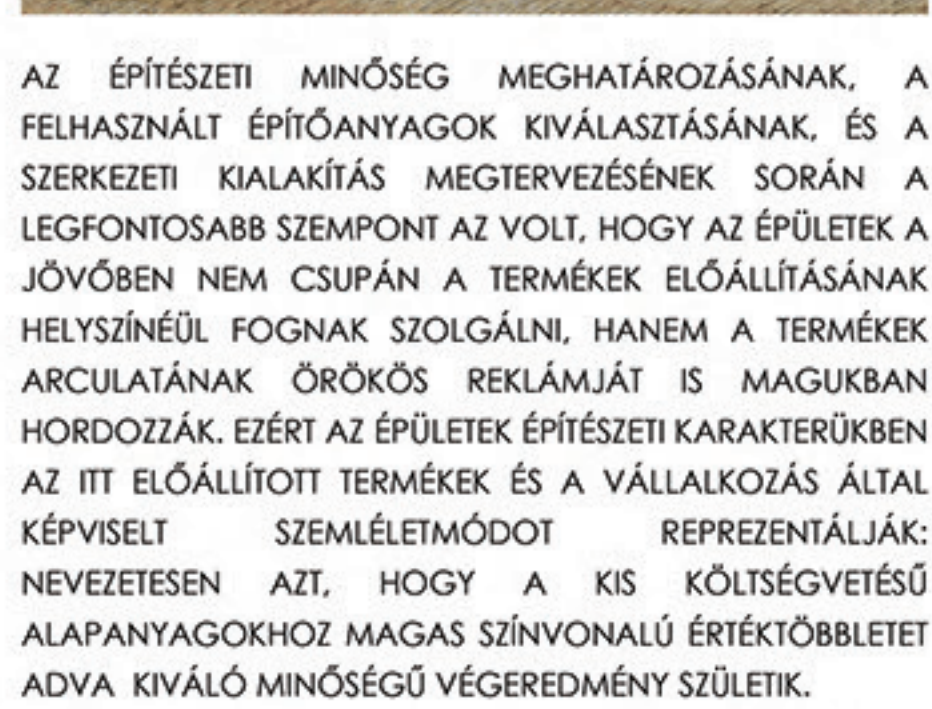 AZ ÉPÍTÉSZETI MINŐSÉG MEGHATÁROZÁSÁNAK, A
FELHASZNÁLT ÉPÍTŐANYAGOK KIVÁLASZTÁSÁNAK, ÉS A
SZERKEZETI KIALAKÍTÁS MEGTERVEZÉSÉNEK SORÁN A
LEGFONTOSABB SZEMPONT AZ VOLT, HOGY AZ ÉPÜLETEK A
JÖVŐBEN NEM CSUPÁN A TERMÉKEK ELŐÁLLÍTÁSÁNAK
HELYSZÍNÉÜL FOGNAK SZOLGÁLNI, HANEM A TERMÉKEK
ARCULATÁNAK ÖRÖKÖS REKLÁMJÁT IS MAGUKBAN
HORDOZZÁK. EZÉRT AZ ÉPÜLETEK ÉPÍTÉSZETI KARAKTERÜKBEN
AZ ITT ELŐÁLLÍTOTT TERMÉKEK ÉS A VÁLLALKOZÁS ÁLTAL
KÉPVISELT SZEMLÉLETMÓDOT REPREZENTÁLJÁK:
NEVEZETESEN AZT, HOGY A KIS KÖLTSÉGVETÉSŰ
ALAPANYAGOKHOZ MAGAS SZÍNVONALÚ ÉRTÉKTÖBBLETET
ADVA KIVÁLÓ MINŐSÉGŰ VÉGEREDMÉNY SZÜLETIK.